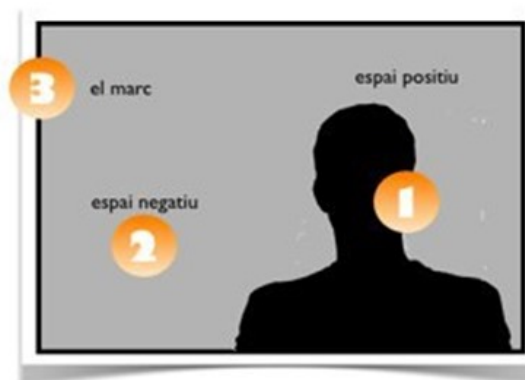 3
el marc
espai positiu
1
espai negatiu
2